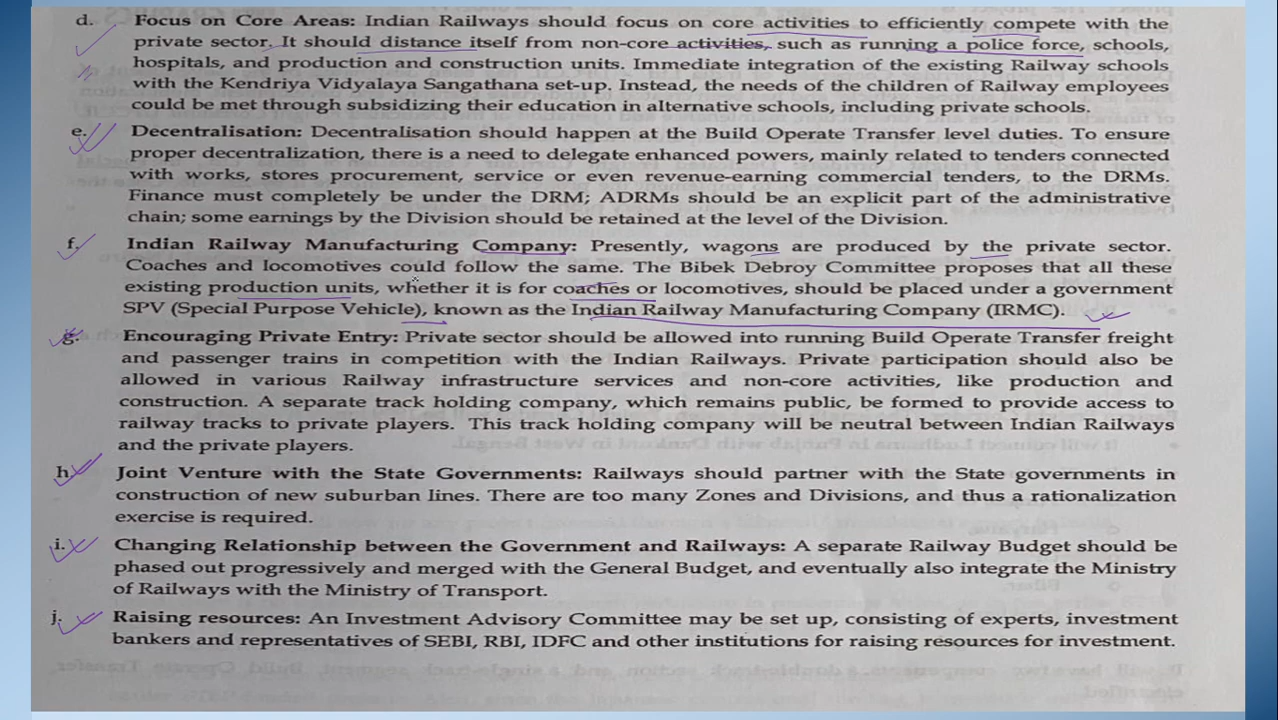 d. Focus on Core Areas: Indian Railways should focus on core activities to efficiently compete with the
private sector. It should distance itself from non-core activities, such as running a police force, schools,
hospitals, and production and construction units. Immediate integration of the existing Railway schools
with the Kendriya Vidyalaya Sangathana set-up. Instead, the needs of the children of Railway employees
could be met through subsidizing their education in alternative schools, including private schools.
e. Decentralisation: Decentralisation should happen at the Build Operate Transfer level duties. To ensure
proper decentralization, there is a need to delegate enhanced powers, mainly related to tenders connected
with works, stores procurement, service or even revenue-earning commercial tenders, to the DRMs.
Finance must completely be under the DRM; ADRMs should be an explicit part of the administrative
chain; some earnings by the Division should be retained at the level of the Division.
f. Indian Railway Manufacturing Company: Presently, wagons are produced by the private sector.
Coaches and locomotives could follow the same. The Bibek Debroy Committee proposes that all these
existing production units, whether it is for coaches or locomotives, should be placed under a government
SPV (Special Purpose Vehicle), known as the Indian Railway Manufacturing Company (IRMC).
g. Encouraging Private Entry: Private sector should be allowed into running Build Operate Transfer freight
and passenger trains in competition with the Indian Railways. Private participation should also be
allowed in various Railway infrastructure services and non-core activities, like production and
construction. A separate track holding company, which remains public, be formed to provide access to
railway tracks to private players. This track holding company will be neutral between Indian Railways
and the private players.
h. Joint Venture with the State Governments: Railways should partner with the State governments in
construction of new suburban lines. There are too many Zones and Divisions, and thus a rationalization
exercise is required.
i. Changing Relationship between the Government and Railways: A separate Railway Budget should be
phased out progressively and merged with the General Budget, and eventually also integrate the Ministry
of Railways with the Ministry of Transport.
j. Raising resources: An Investment Advisory Committee may be set up, consisting of experts, investment
bankers and representatives of SEBI, RBI, IDFC and other institutions for raising resources for investment.